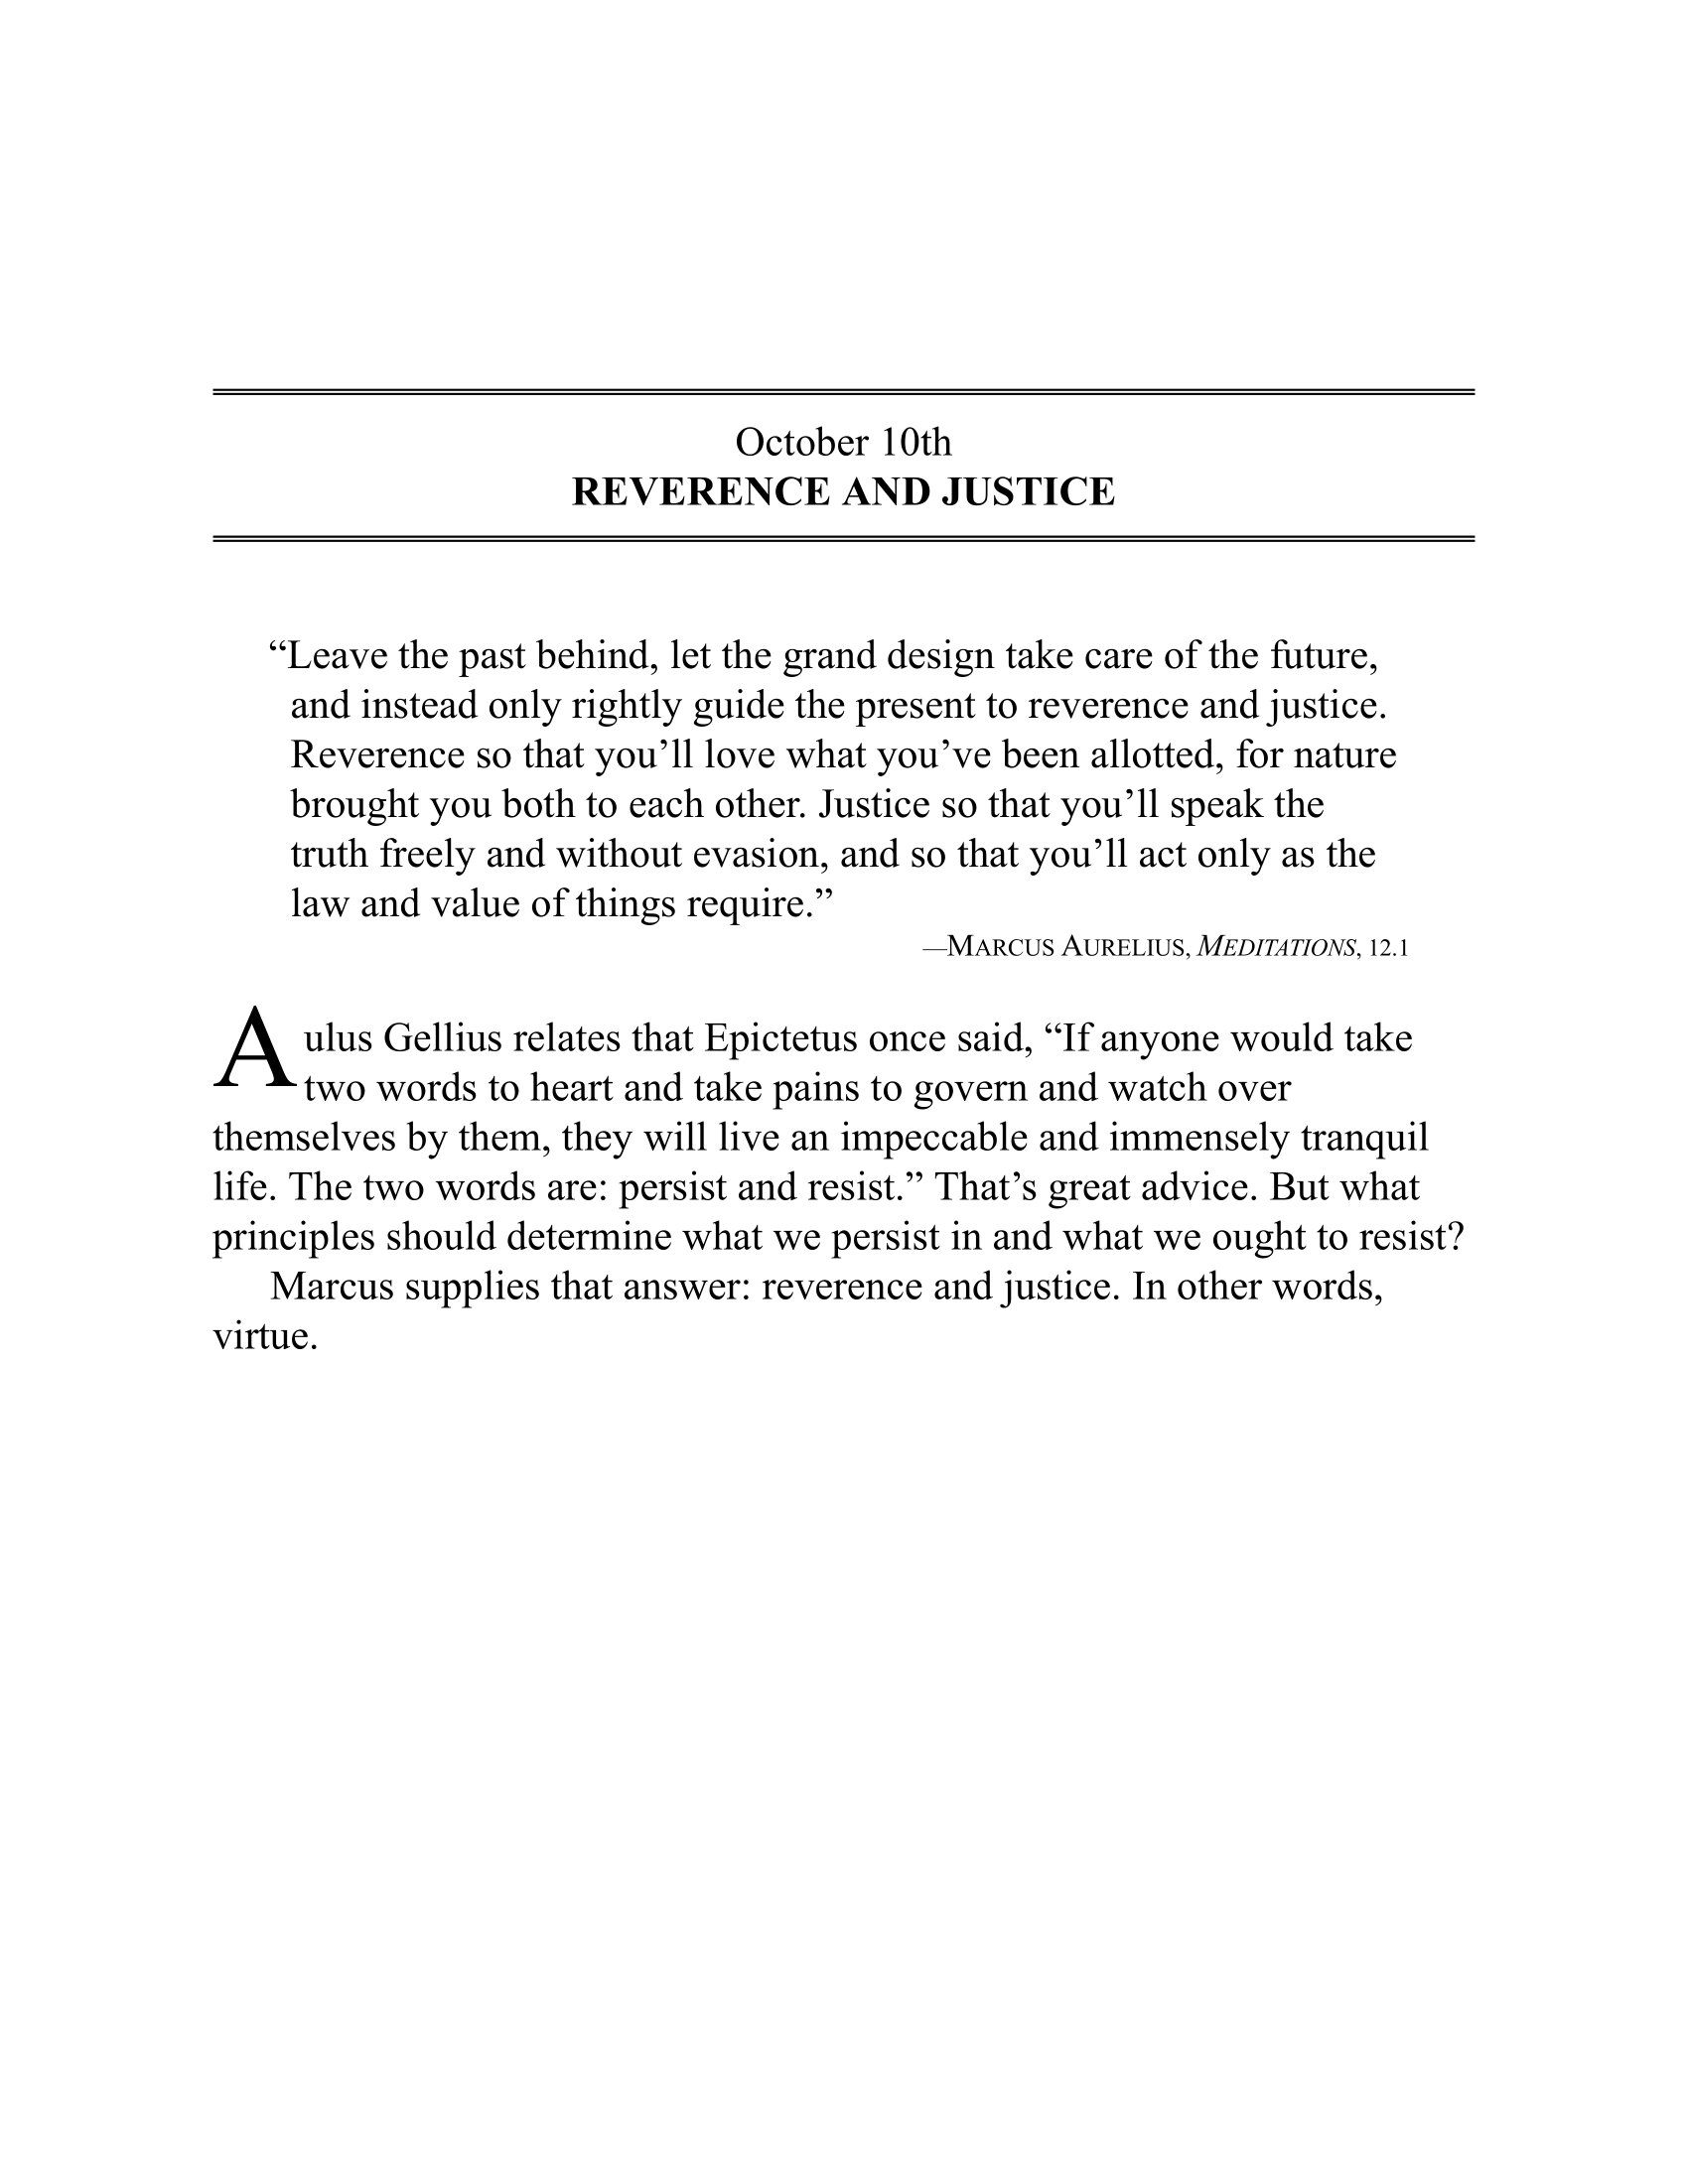 October 10th
REVERENCE AND JUSTICE
“Leave the past behind, let the grand design take care of the future,
and instead only rightly guide the present to reverence and justice.
Reverence so that you’ll love what you’ve been allotted, for nature
brought you both to each other. Justice so that you’ll speak the
truth freely and without evasion, and so that you’ll act only as the
law and value of things require.”
—MARCUS AURELIUS, MEDITATIONS, 12.1
Aulus Gellius relates that Epictetus once said, “If anyone would take
two words to heart and take pains to govern and watch over
themselves by them, they will live an impeccable and immensely tranquil
life. The two words are: persist and resist.” That’s great advice. But what
principles should determine what we persist in and what we ought to resist?
Marcus supplies that answer: reverence and justice. In other words,
virtue.